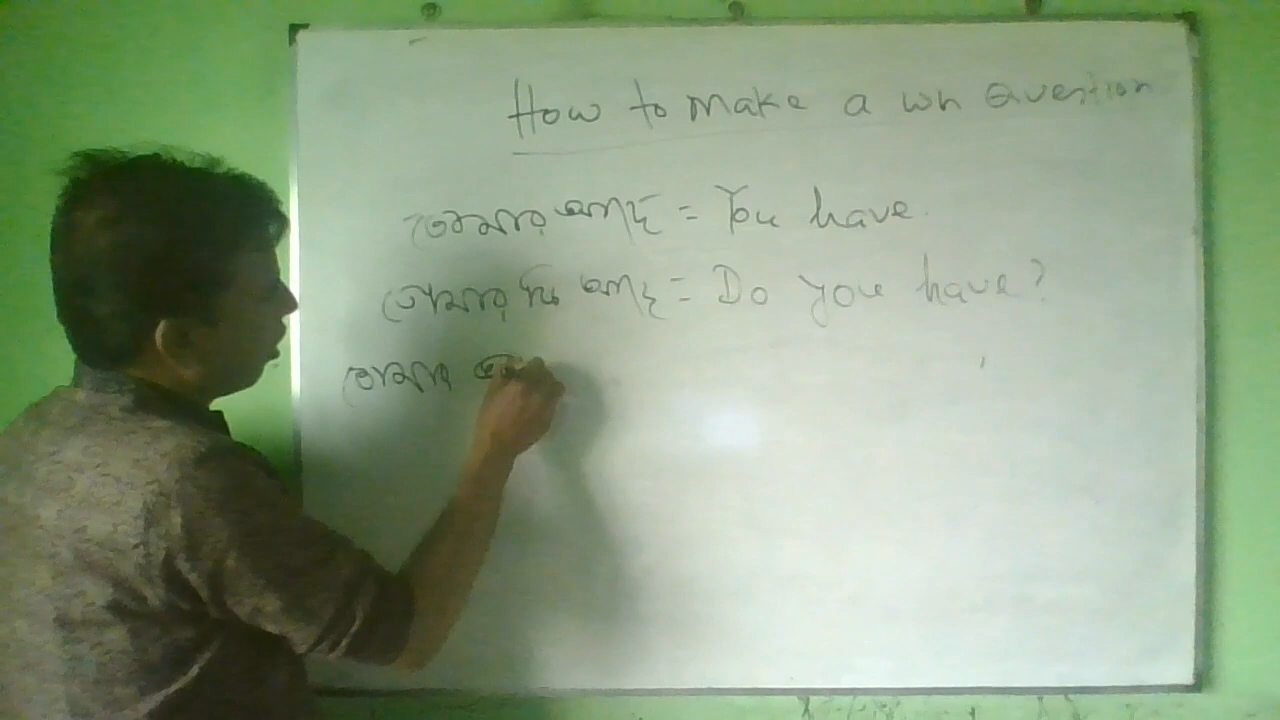 How to make a wh Question
তোমার আছে = You have.
তোমার কি আছে = Do you have?
তোমার